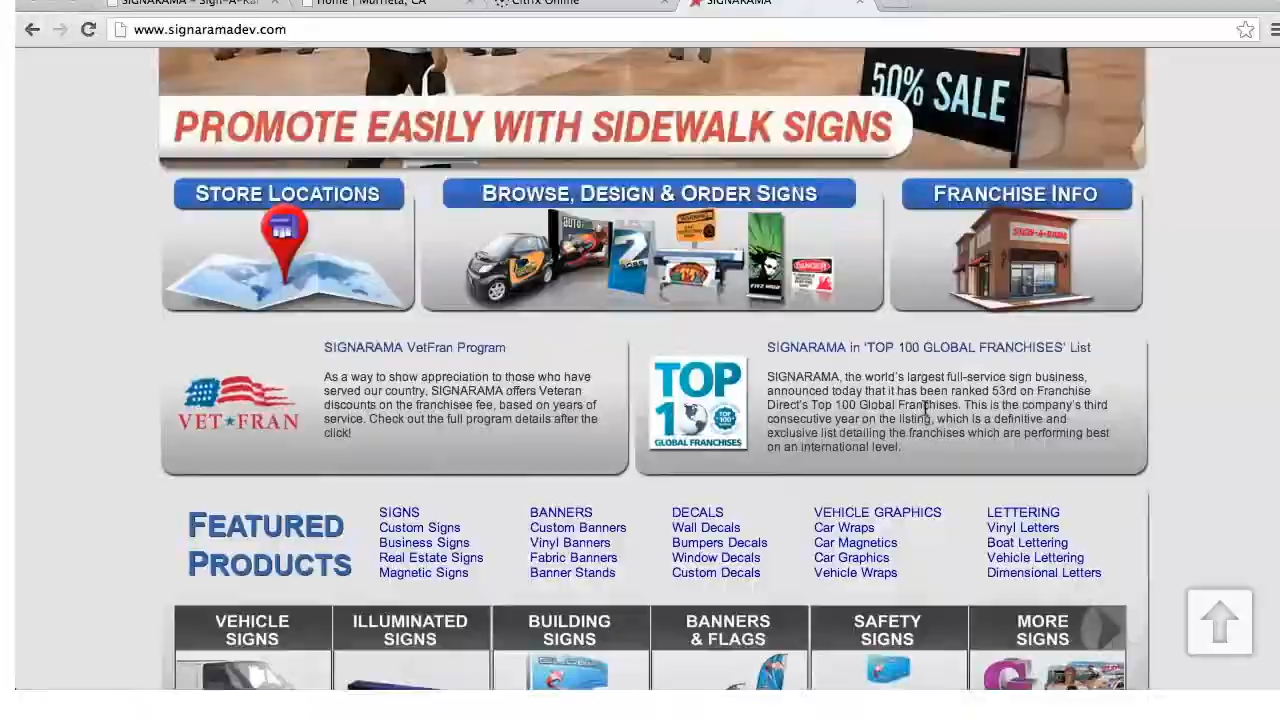 SIGNARAMA - Sign-A-Ra
Home | Murrieta, CA
Citrix Online
SIGNARAMA
www.signaramadev.com
50% SALE
PROMOTE EASILY WITH SIDEWALK SIGNS
STORE LOCATIONS
BROWSE, DESIGN & ORDER SIGNS
FRANCHISE INFO
AUTO
SIGN-A-RAMA
DANGER
SIGNARAMA VetFran Program
As a way to show appreciation to those who have
served our country, SIGNARAMA offers Veteran
discounts on the franchisee fee, based on years of
service. Check out the full program details after the
click!
VET★FRAN
SIGNARAMA in 'TOP 100 GLOBAL FRANCHISES' List
SIGNARAMA, the world's largest full-service sign business,
announced today that it has been ranked 53rd on Franchise
Direct's Top 100 Global Franchises. This is the company's third
consecutive year on the listing, which is a definitive and
exclusive list detailing the franchises which are performing best
on an international level.
TOP
100
TOP 100
GLOBAL FRANCHISES
FEATURED
PRODUCTS
SIGNS
Custom Signs
Business Signs
Real Estate Signs
Magnetic Signs
BANNERS
Custom Banners
Vinyl Banners
Fabric Banners
Banner Stands
DECALS
Wall Decals
Bumpers Decals
Window Decals
Custom Decals
VEHICLE GRAPHICS
Car Wraps
Car Magnetics
Car Graphics
Vehicle Wraps
LETTERING
Vinyl Letters
Boat Lettering
Vehicle Lettering
Dimensional Letters
VEHICLE
SIGNS
ILLUMINATED
SIGNS
BUILDING
SIGNS
BANNERS
& FLAGS
SAFETY
SIGNS
MORE
SIGNS